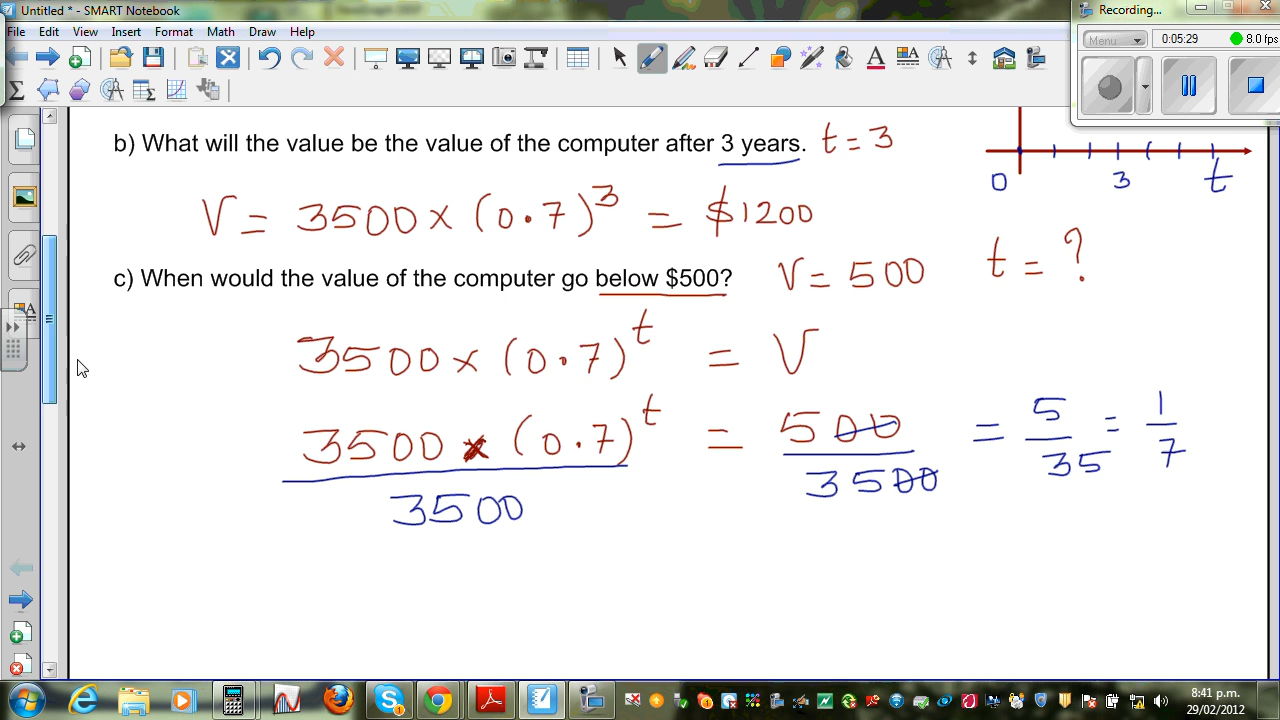 Untitled * - SMART Notebook
Recording...
File Edit View Insert Format Math Draw Help
Menu
0:05:29
8.0 fps
b) What will the value be the value of the computer after 3 years. t = 3
0 3 t
V = 3500 × (0.7)³ = $1200
c) When would the value of the computer go below $500? V = 500 t = ?
3500 × (0.7)^t = V
3500 × (0.7)^t = 500 = 5 = 1
3500 3500 35 7
8:41 p.m.
29/02/2012